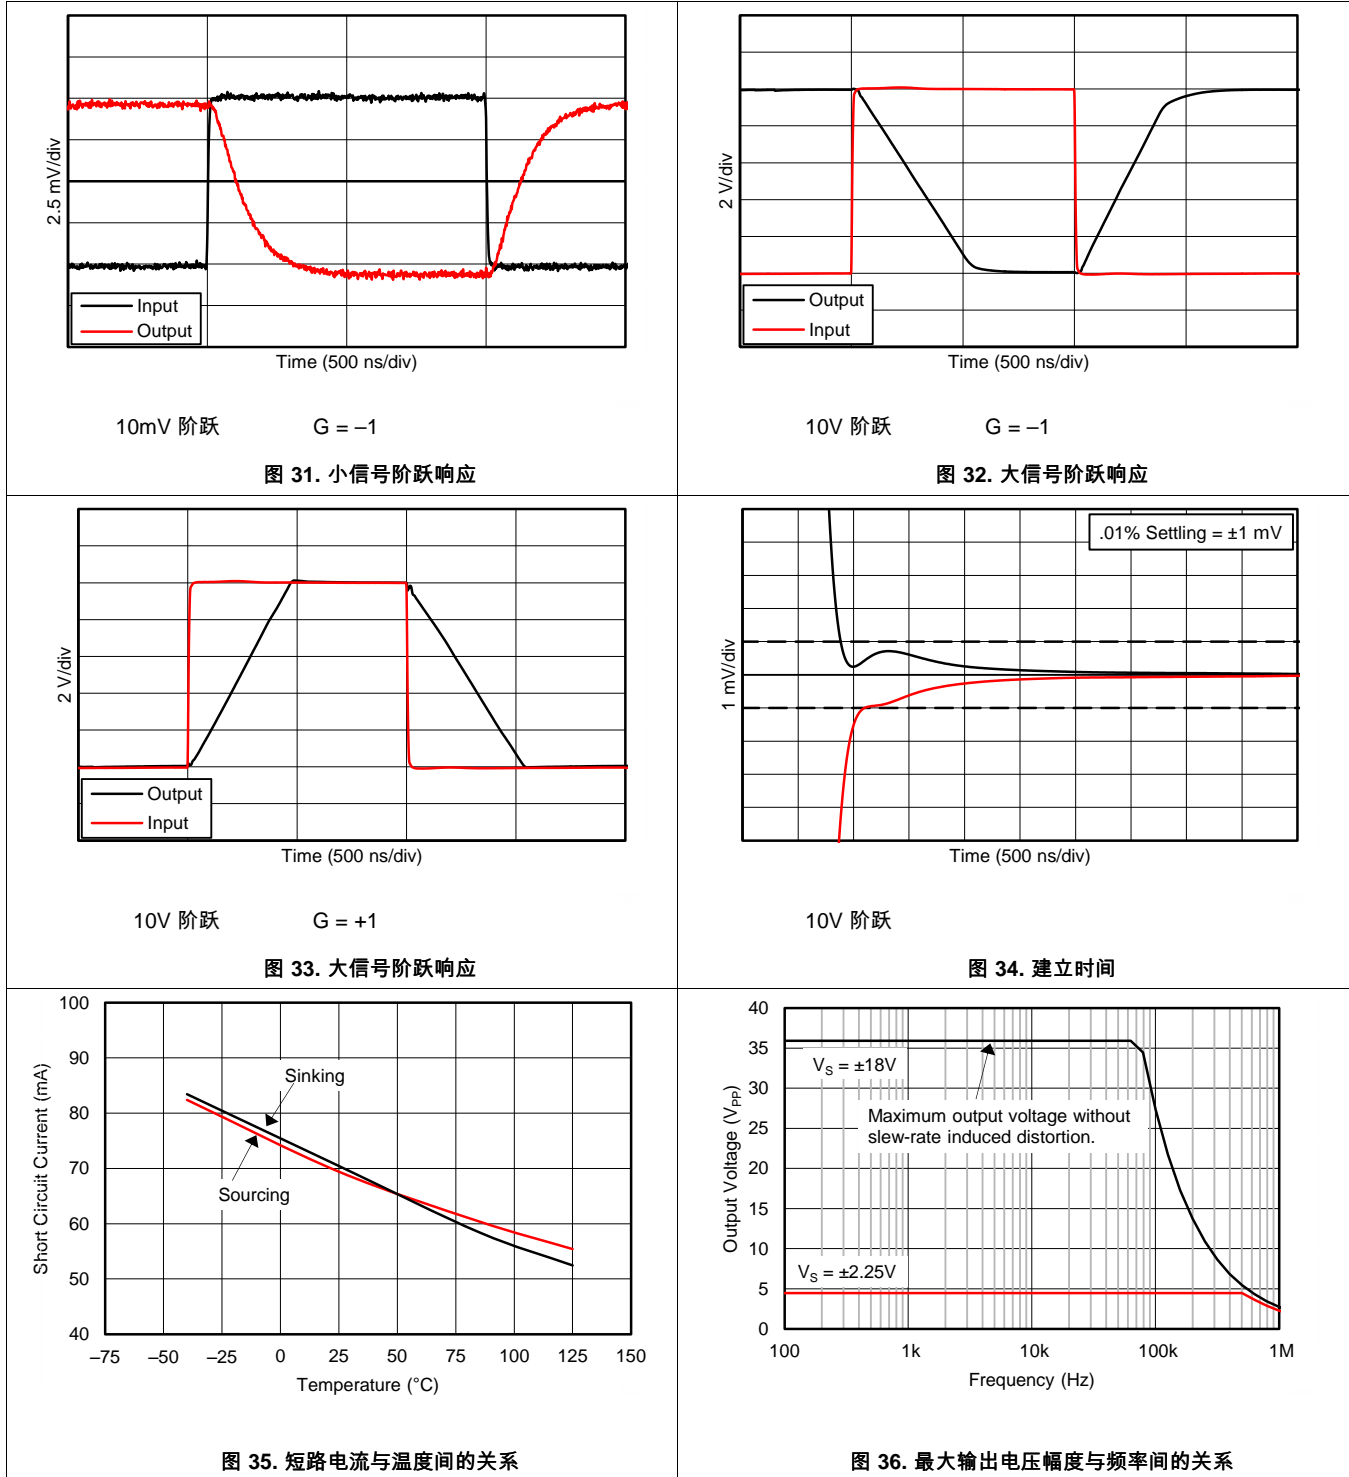 2.5 mV/div
Input
Output
Time (500 ns/div)
10mV 阶跃 G = –1
图 31. 小信号阶跃响应
2 V/div
Output
Input
Time (500 ns/div)
10V 阶跃 G = –1
图 32. 大信号阶跃响应
2 V/div
Output
Input
Time (500 ns/div)
10V 阶跃 G = +1
图 33. 大信号阶跃响应
.01% Settling = ±1 mV
1 mV/div
Time (500 ns/div)
10V 阶跃
图 34. 建立时间
100
90
80
70
60
50
40
Short Circuit Current (mA)
Sinking
Sourcing
–75 –50 –25 0 25 50 75 100 125 150
Temperature (°C)
图 35. 短路电流与温度间的关系
40
35
30
25
20
15
10
5
0
Output Voltage (VPP)
VS = ±18V
Maximum output voltage without
slew-rate induced distortion.
VS = ±2.25V
100 1k 10k 100k 1M
Frequency (Hz)
图 36. 最大输出电压幅度与频率间的关系